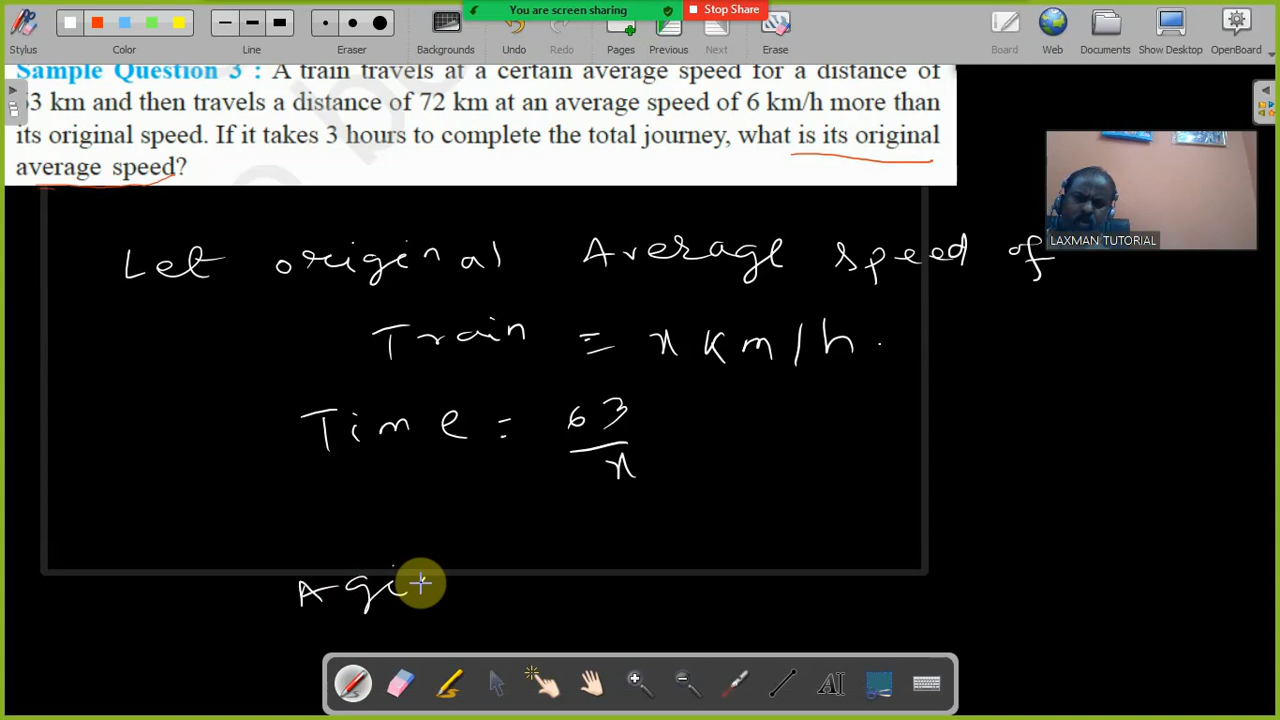 You are screen sharing
Stop Share
Stylus
Color
Line
Eraser
Backgrounds
Undo
Redo
Pages
Previous
Next
Erase
Board
Web
Documents
Show Desktop
OpenBoard
Sample Question 3 : A train travels at a certain average speed for a distance of
63 km and then travels a distance of 72 km at an average speed of 6 km/h more than
its original speed. If it takes 3 hours to complete the total journey, what is its original
average speed?
LAXMAN TUTORIAL
Let original Average speed of
Train = x km/h.
Time = 63
x
Agi
AI